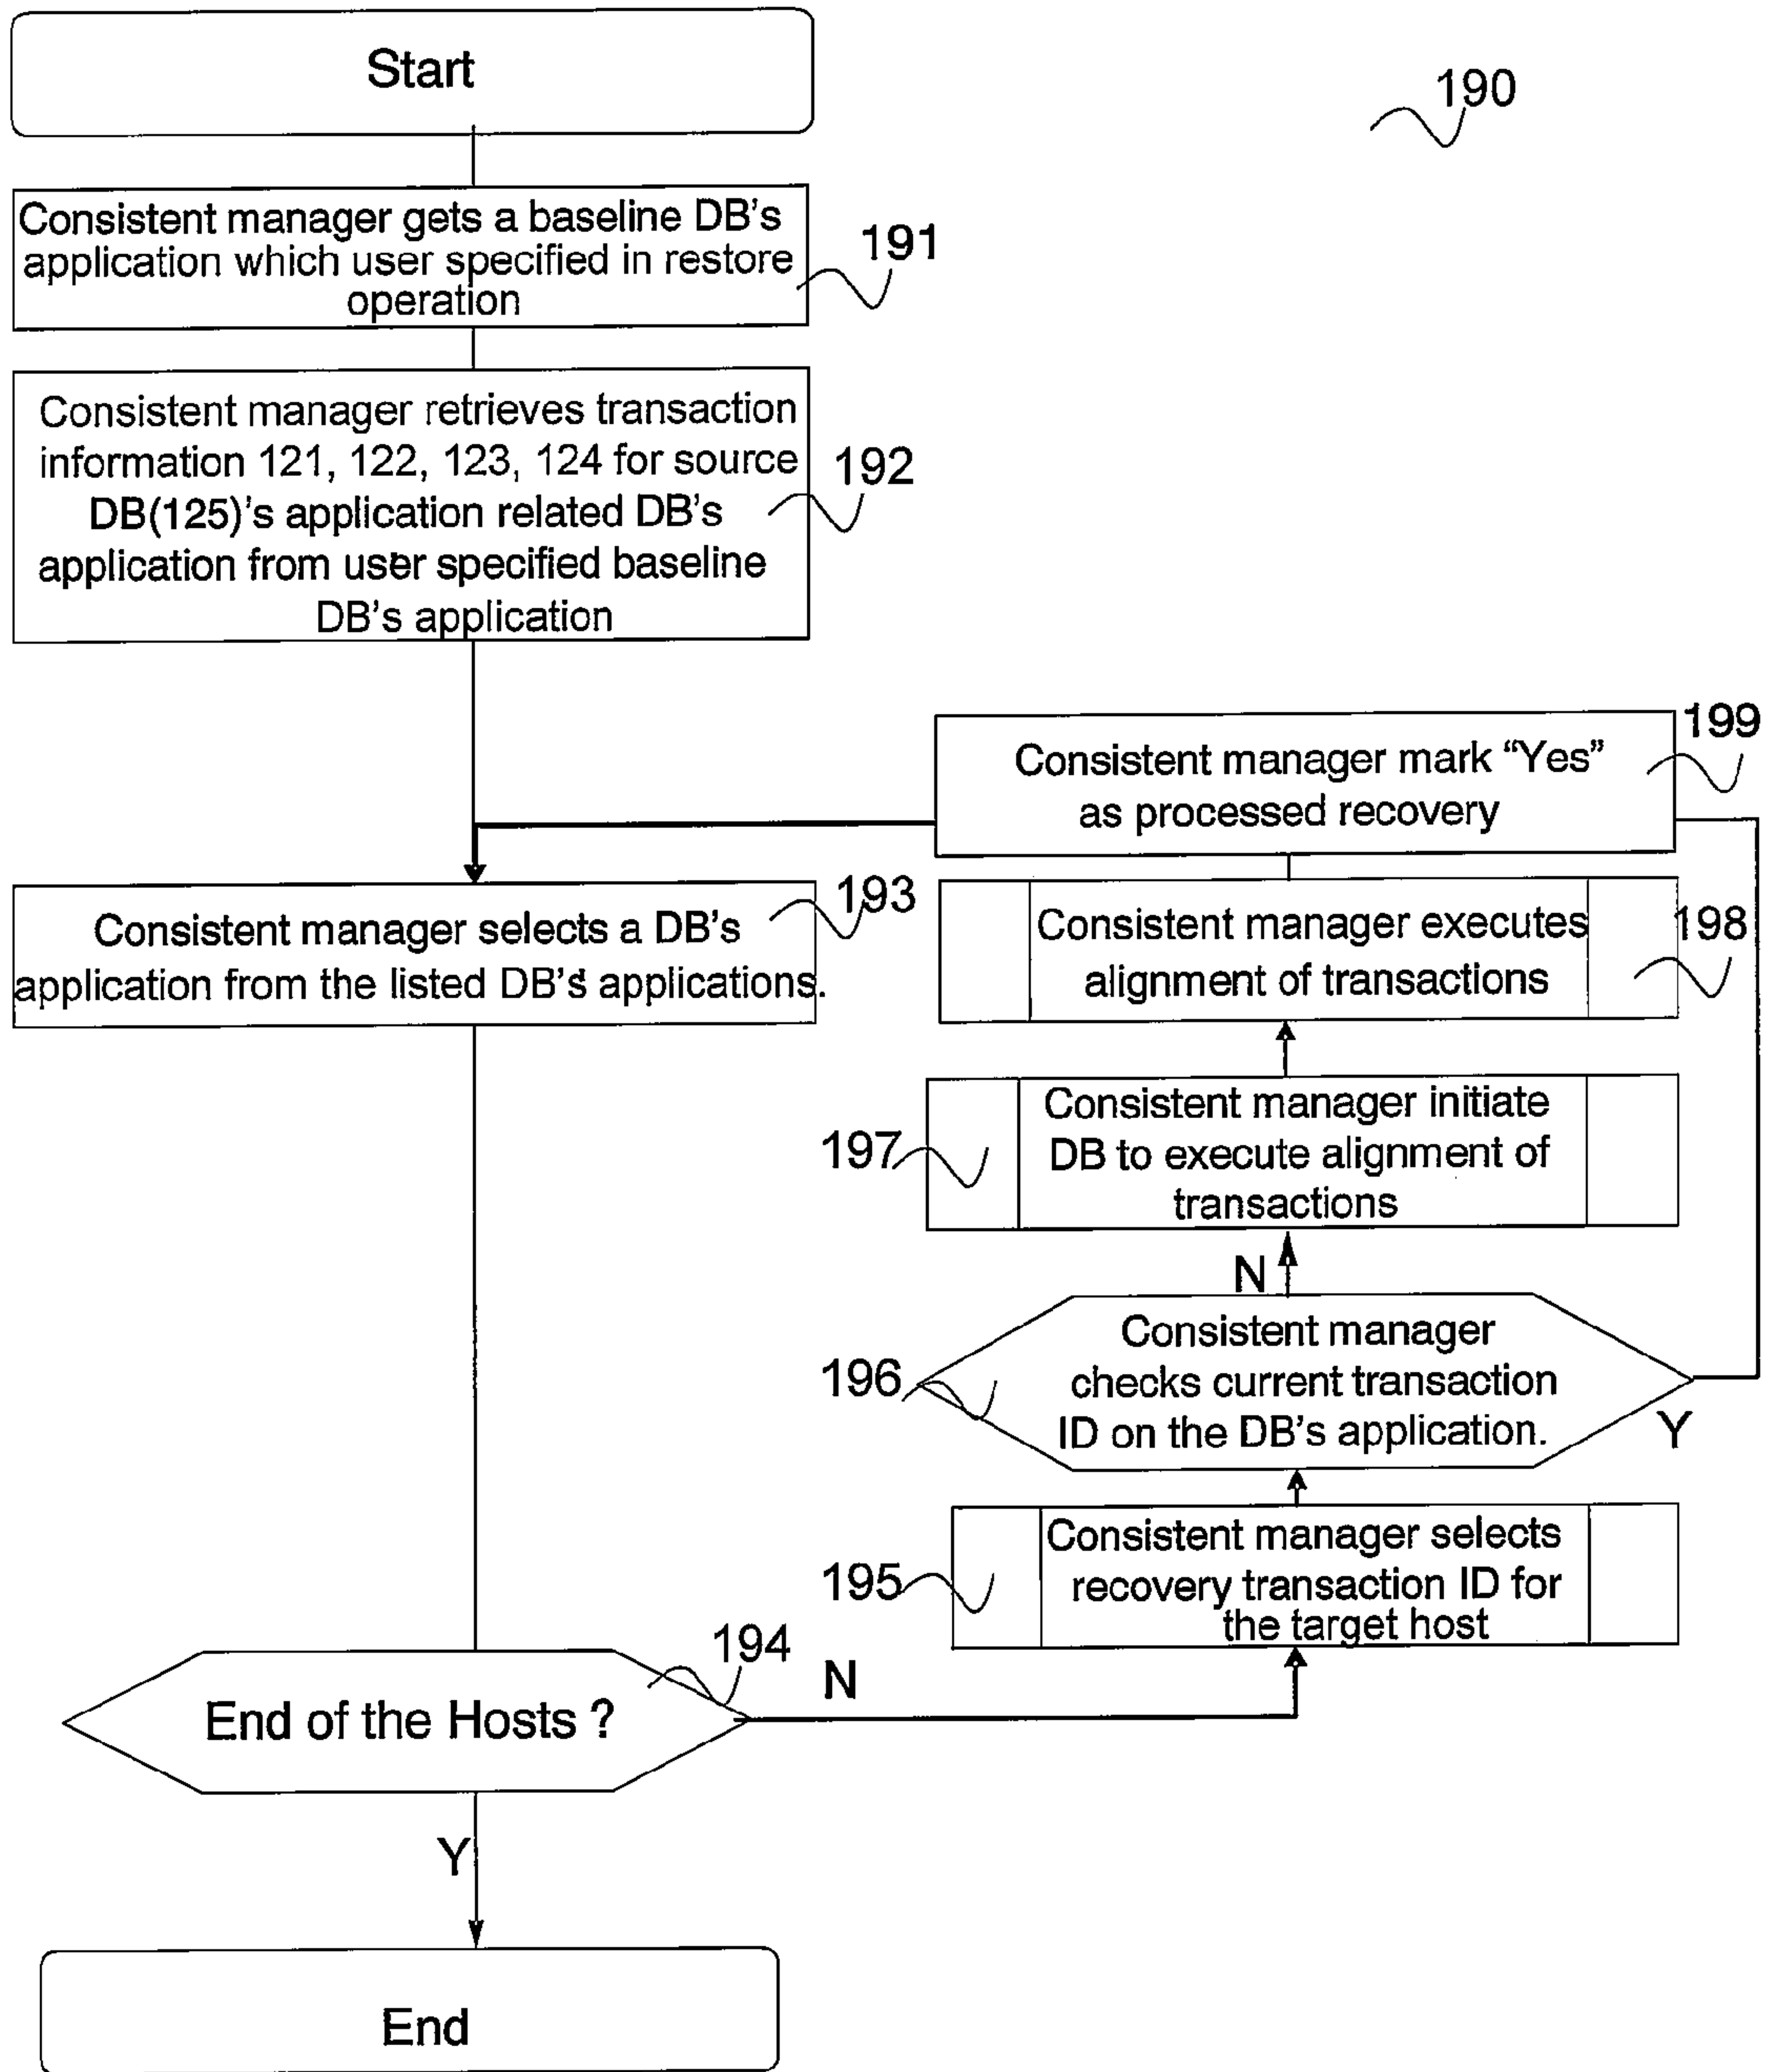 Start
190
Consistent manager gets a baseline DB's
application which user specified in restore
operation
191
Consistent manager retrieves transaction
information 121, 122, 123, 124 for source
DB(125)'s application related DB's
application from user specified baseline
DB's application
192
Consistent manager mark “Yes”
as processed recovery
199
Consistent manager selects a DB's
application from the listed DB's applications.
193
Consistent manager executes
alignment of transactions
198
Consistent manager initiate
DB to execute alignment of
transactions
197
N
Consistent manager
checks current transaction
ID on the DB's application.
196
Y
Consistent manager selects
recovery transaction ID for
the target host
195
End of the Hosts ?
194
N
Y
End